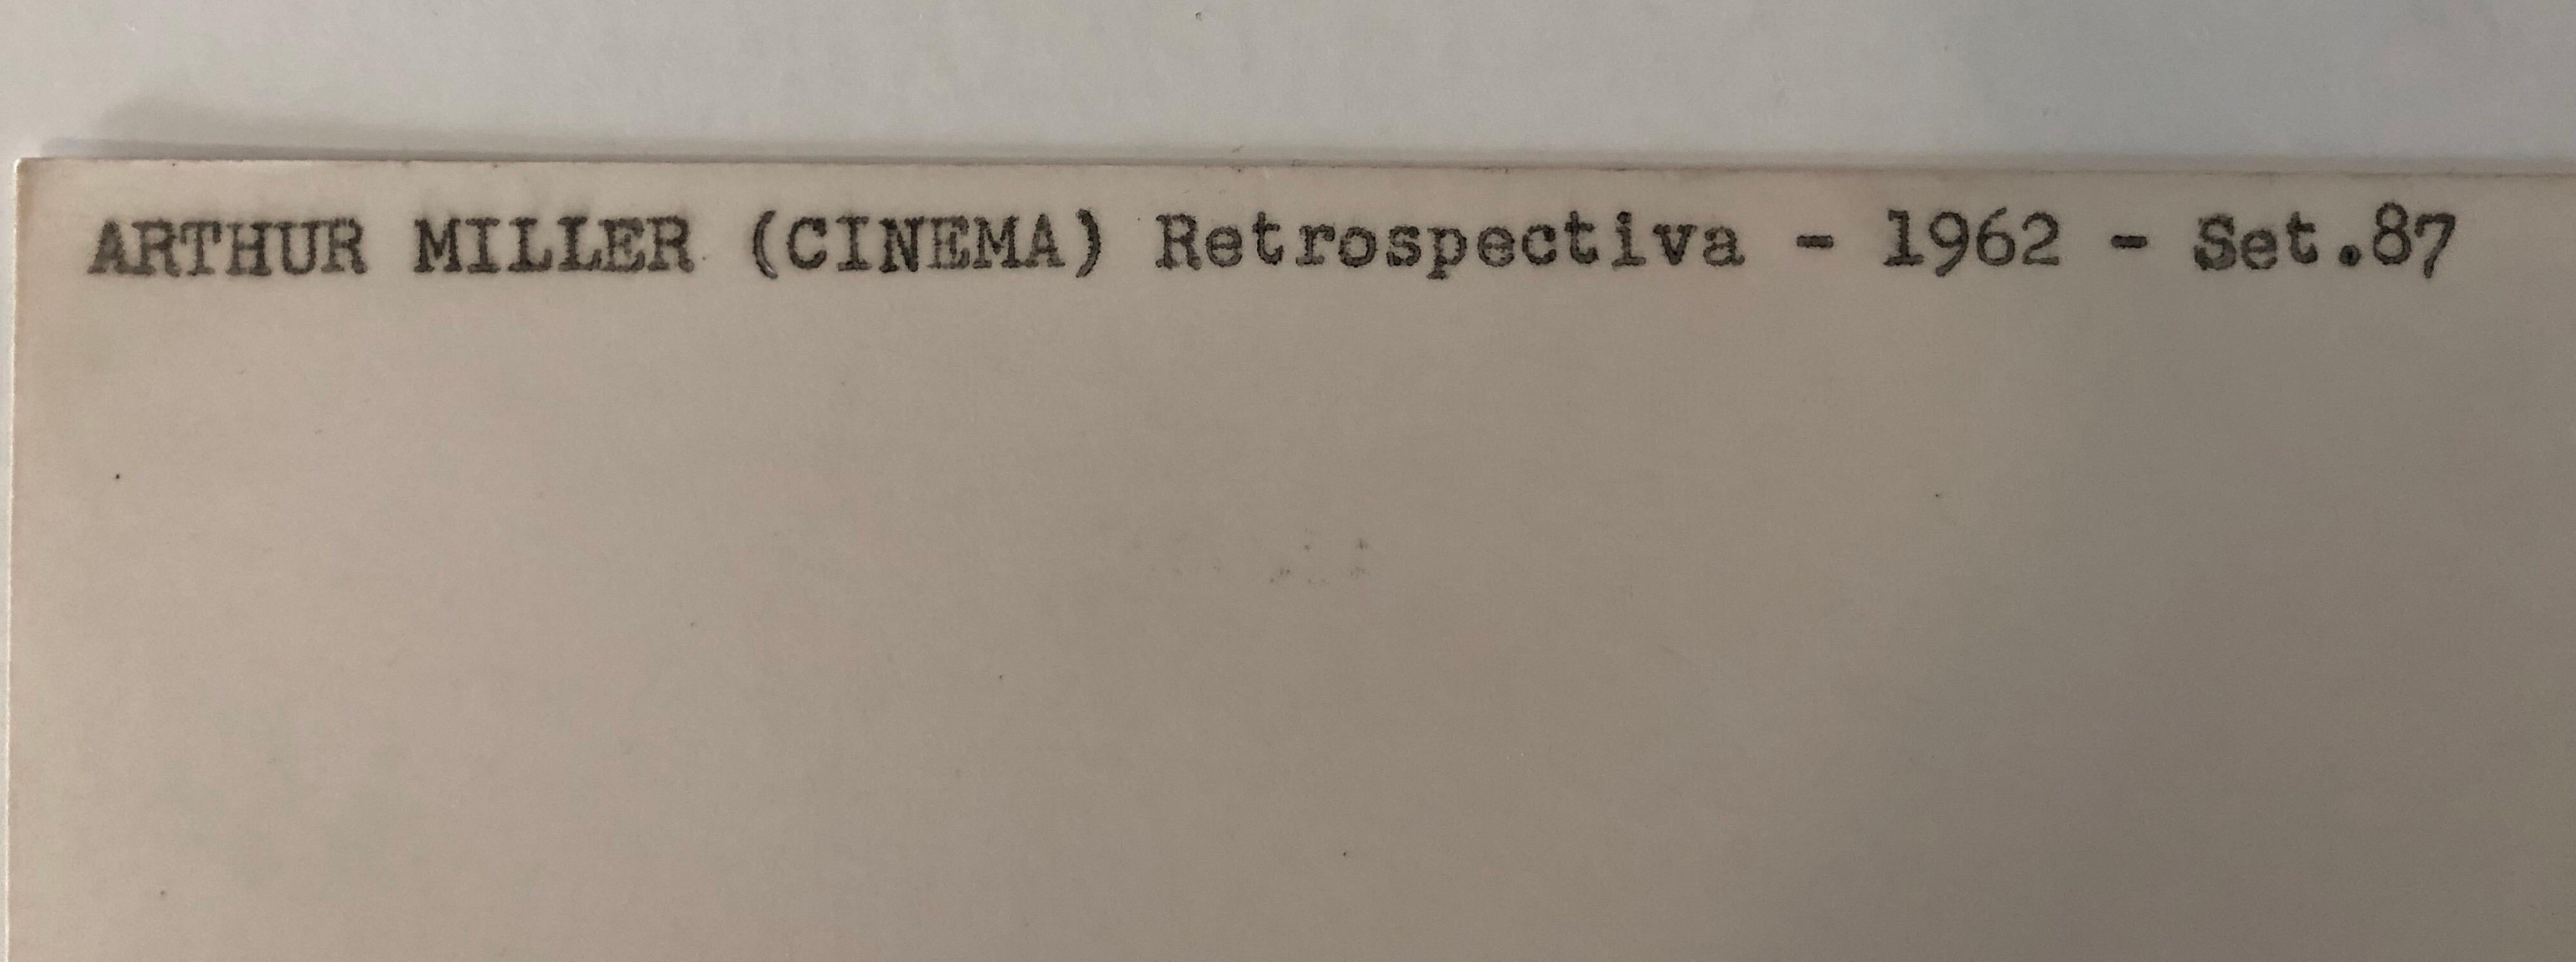 ARTHUR MILLER (CINEMA) Retrospectiva - 1962 - Set.87